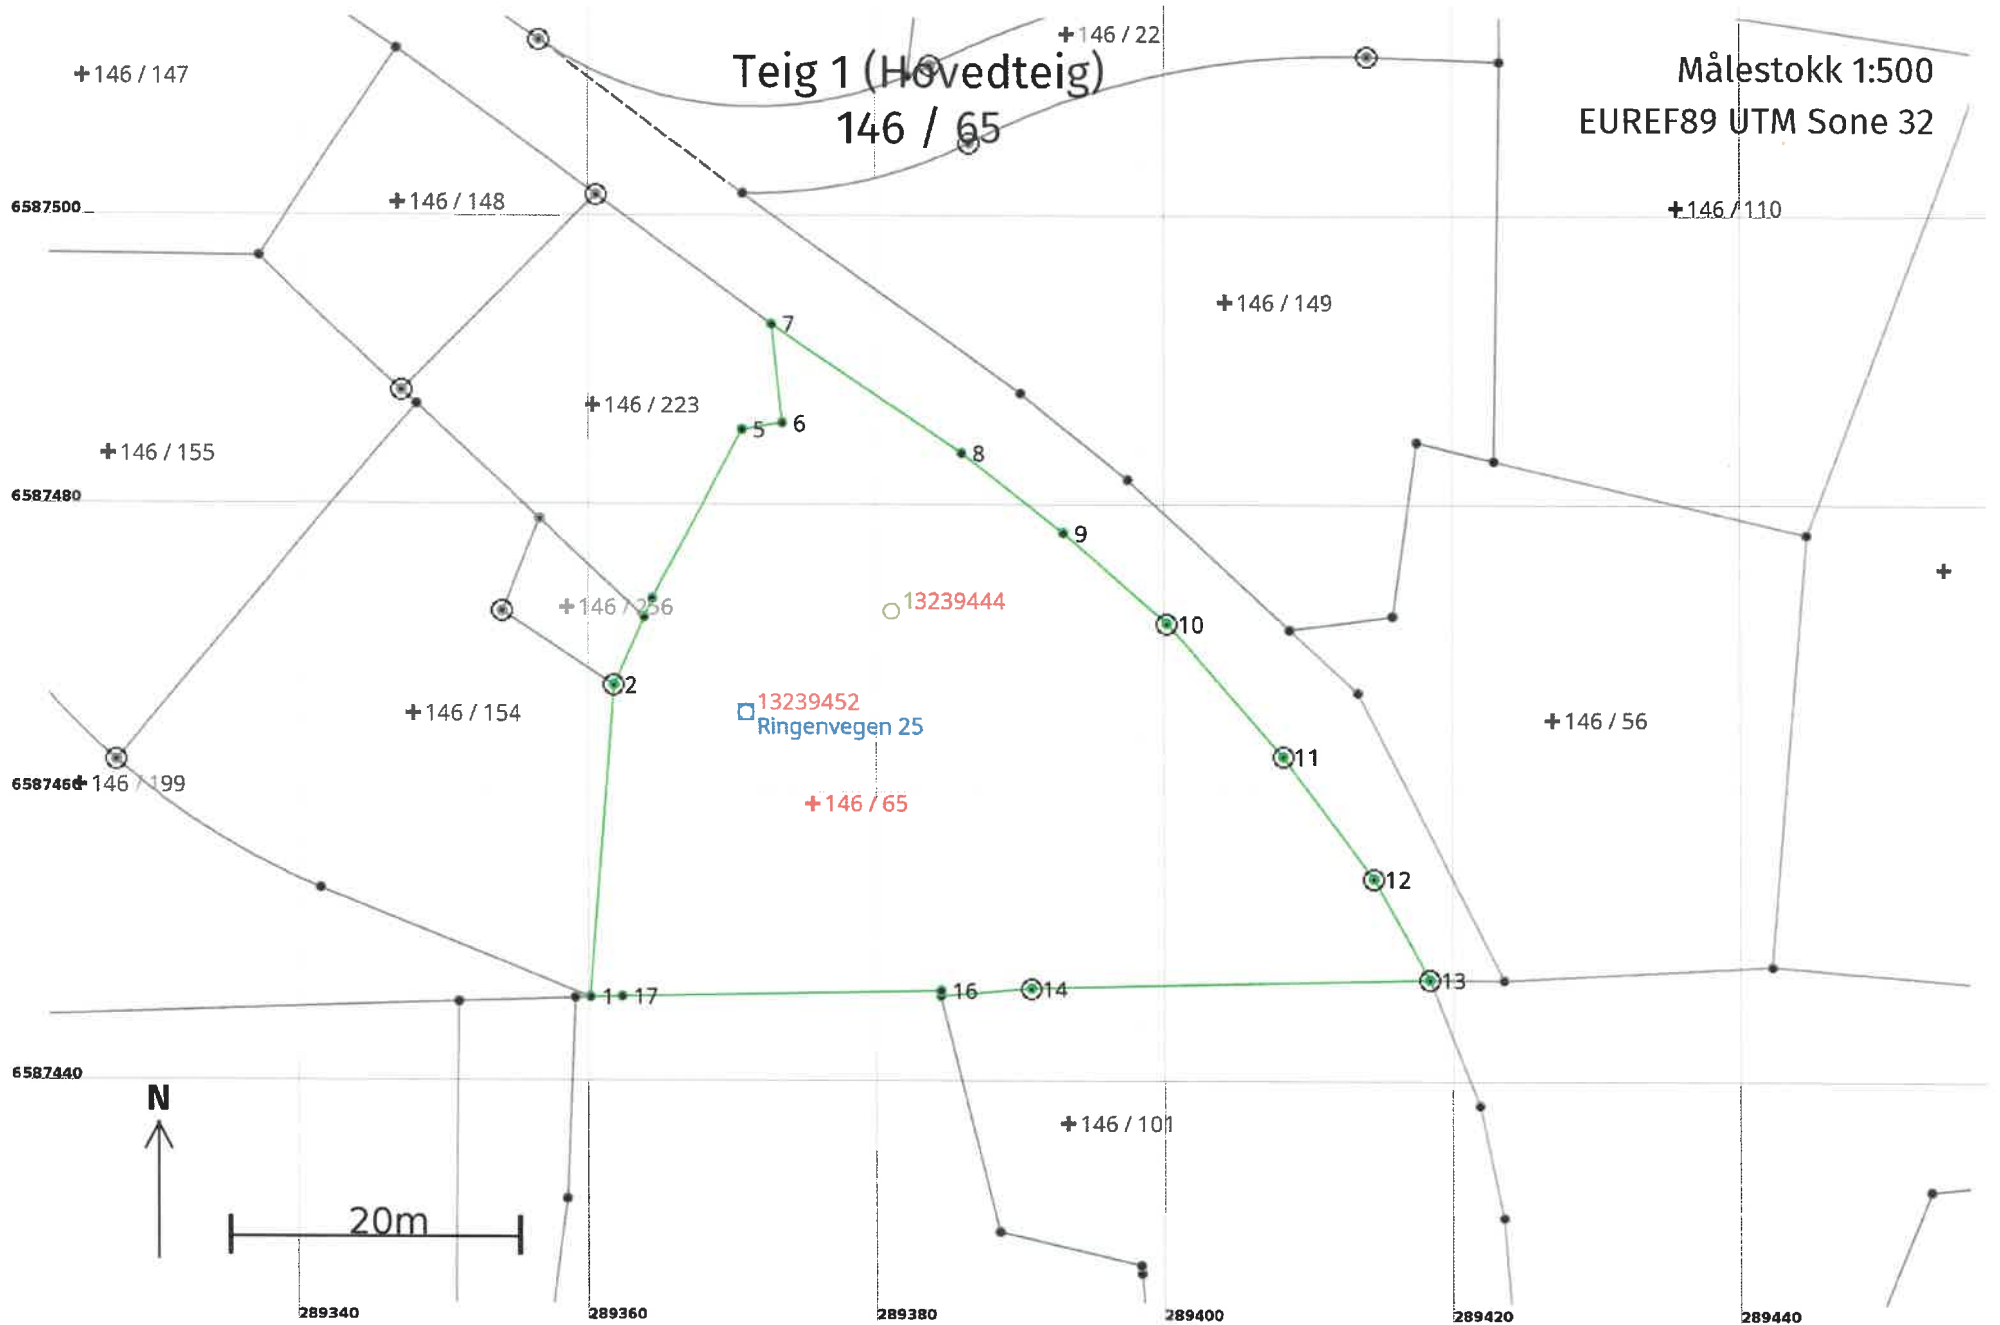 Teig 1 (Hovedteig)
146 / 65
Målestokk 1:500
EUREF89 UTM Sone 32
146 / 22
146 / 147
146 / 148
146 / 110
6587500
146 / 149
7
146 / 223
5
6
8
146 / 155
6587480
9
146 / 256
13239444
10
2
146 / 154
13239452
Ringenvegen 25
146 / 56
11
6587460
146 / 199
146 / 65
12
13
14
16
1
17
6587440
N
146 / 101
20m
289340
289360
289380
289400
289420
289440